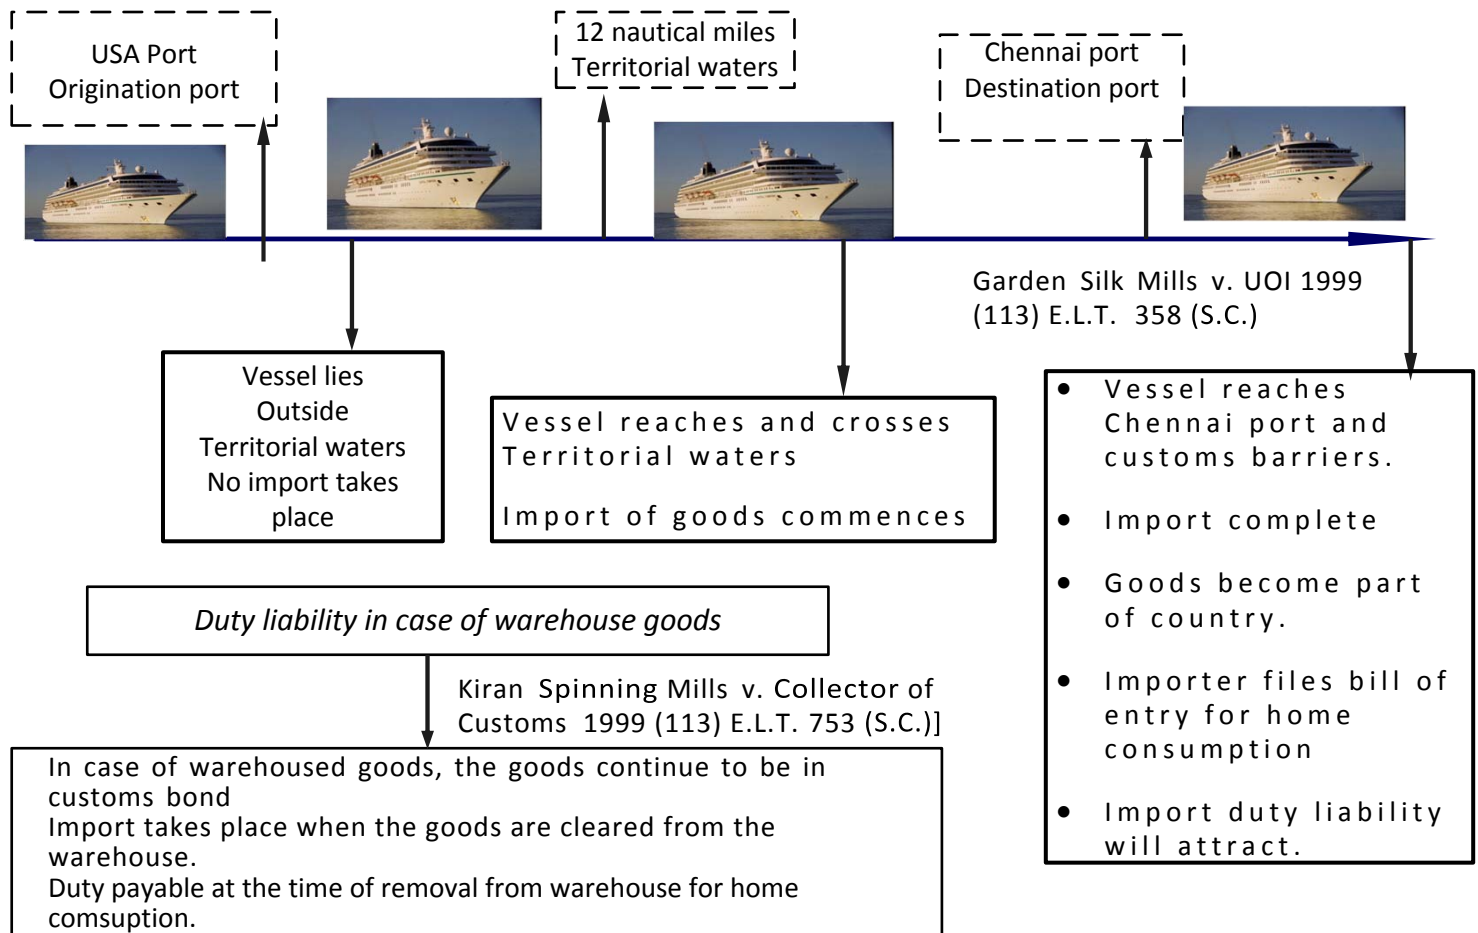 USA Port
Origination port
12 nautical miles
Territorial waters
Chennai port
Destination port
Garden Silk Mills v. UOI 1999
(113) E.L.T. 358 (S.C.)
Vessel lies
Outside
Territorial waters
No import takes
place
Vessel reaches and crosses
Territorial waters
Import of goods commences
• Vessel reaches
Chennai port and
customs barriers.
• Import complete
• Goods become part
of country.
• Importer files bill of
entry for home
consumption
• Import duty liability
will attract.
Duty liability in case of warehouse goods
Kiran Spinning Mills v. Collector of
Customs 1999 (113) E.L.T. 753 (S.C.)]
In case of warehoused goods, the goods continue to be in
customs bond
Import takes place when the goods are cleared from the
warehouse.
Duty payable at the time of removal from warehouse for home
comsuption.